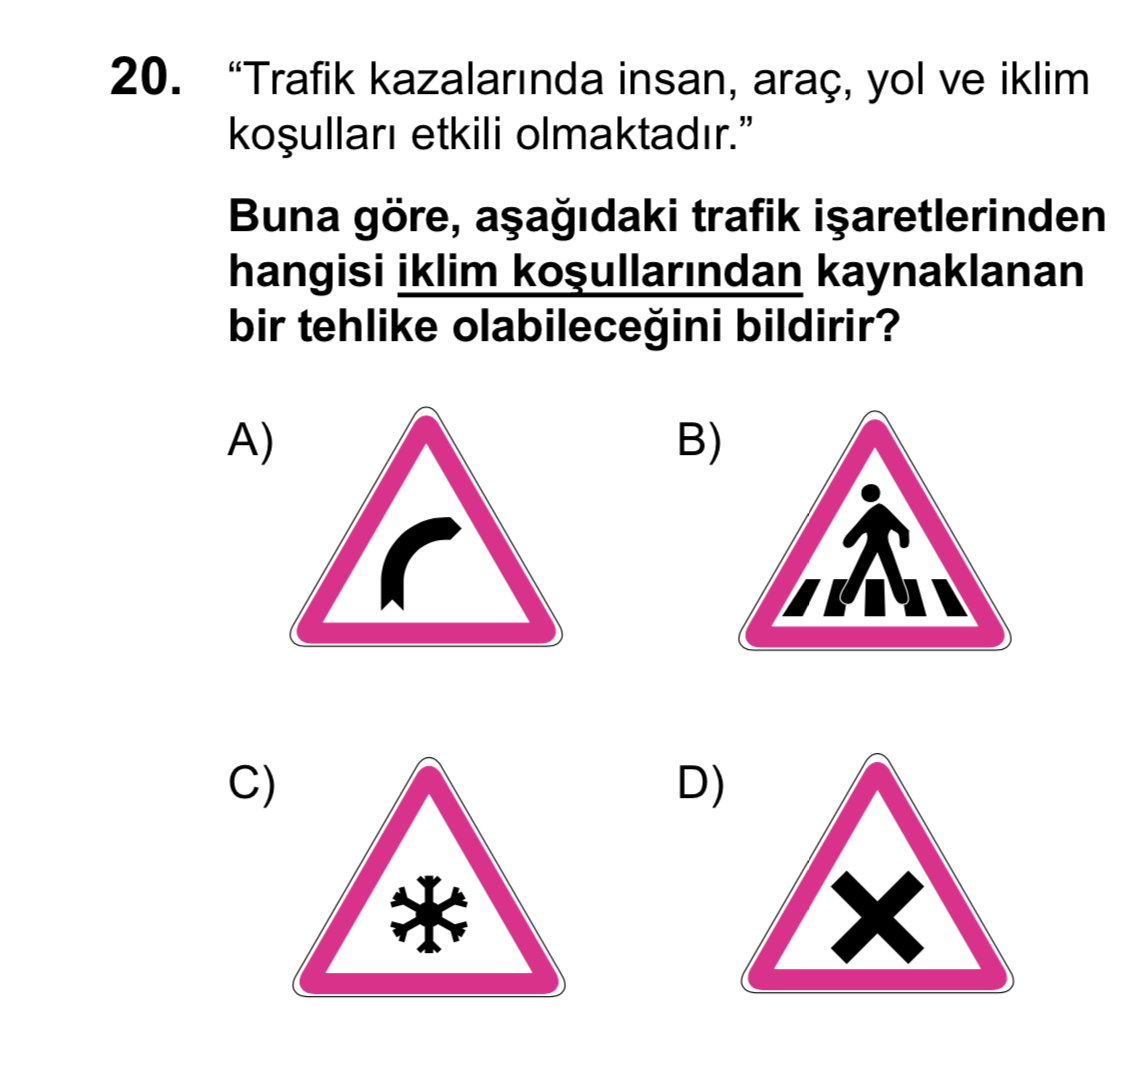 20. “Trafik kazalarında insan, araç, yol ve iklim
koşulları etkili olmaktadır.”
Buna göre, aşağıdaki trafik işaretlerinden
hangisi iklim koşullarından kaynaklanan
bir tehlike olabileceğini bildirir?
A) B)
C) D)